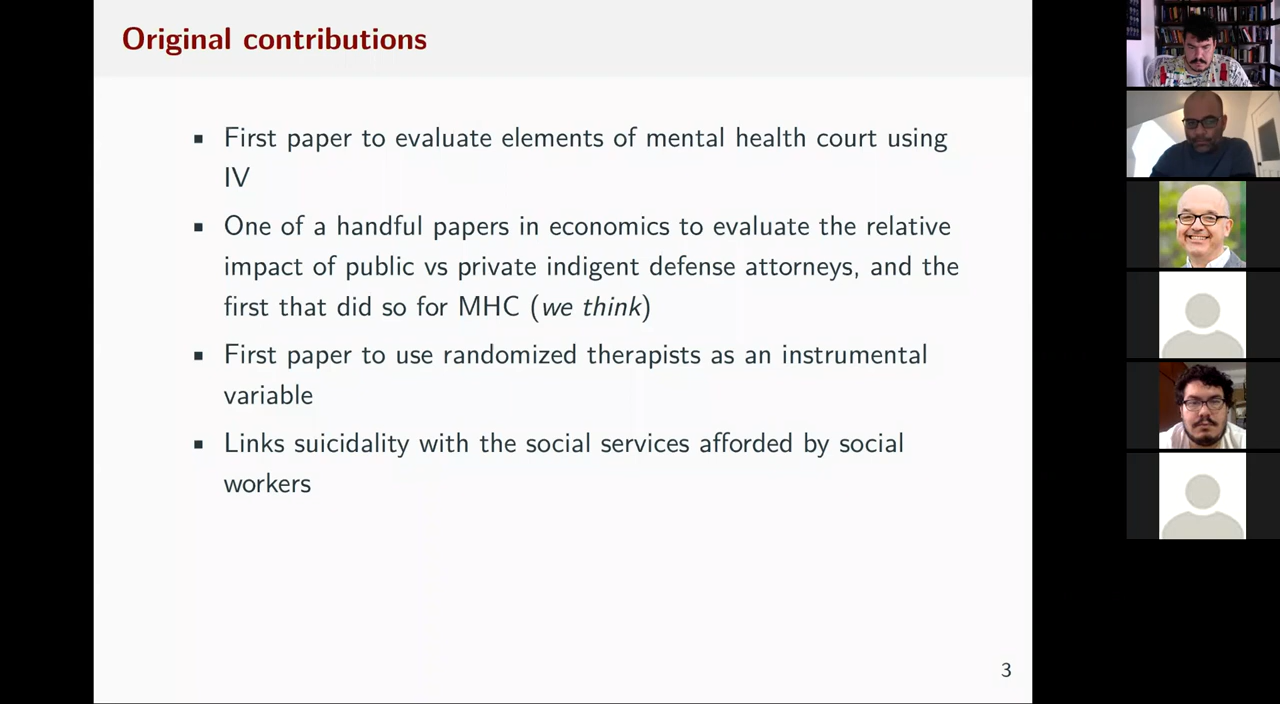 Original contributions
▪ First paper to evaluate elements of mental health court using
IV
▪ One of a handful papers in economics to evaluate the relative
impact of public vs private indigent defense attorneys, and the
first that did so for MHC (we think)
▪ First paper to use randomized therapists as an instrumental
variable
▪ Links suicidality with the social services afforded by social
workers
3